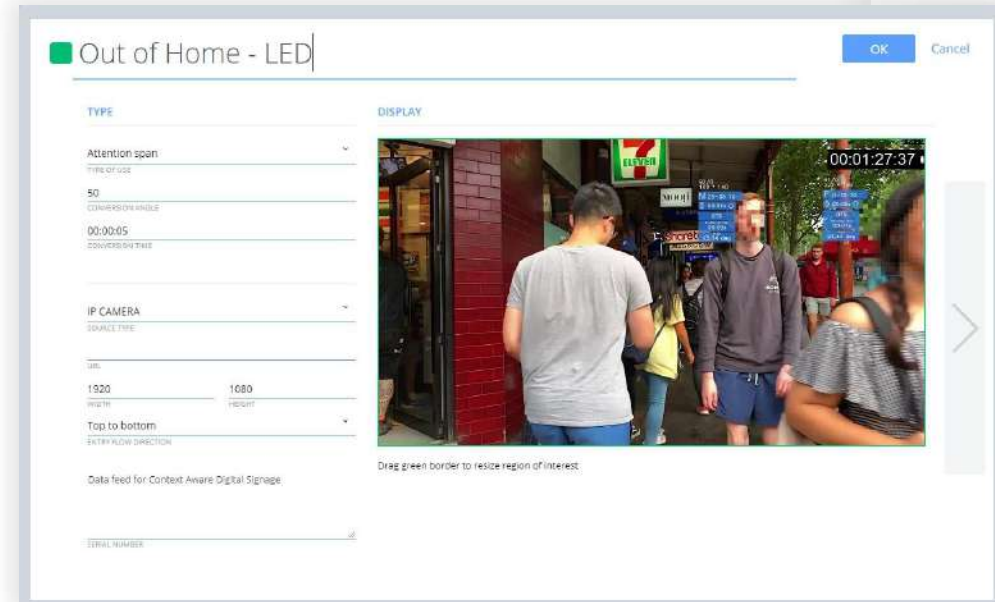 Out of Home - LED
OK
Cancel
TYPE
Attention span
TYPE OF USE
50
CONVERSION ANGLE
00:00:05
CONVERSION TIME
IP CAMERA
SOURCE TYPE
URL
1920
1080
WIDTH
HEIGHT
Top to bottom
ENTRY FLOW DIRECTION
Data feed for Context Aware Digital Signage
SERIAL NUMBER
DISPLAY
7
ELEVEN
00:01:27:37
Drag green border to resize region of interest